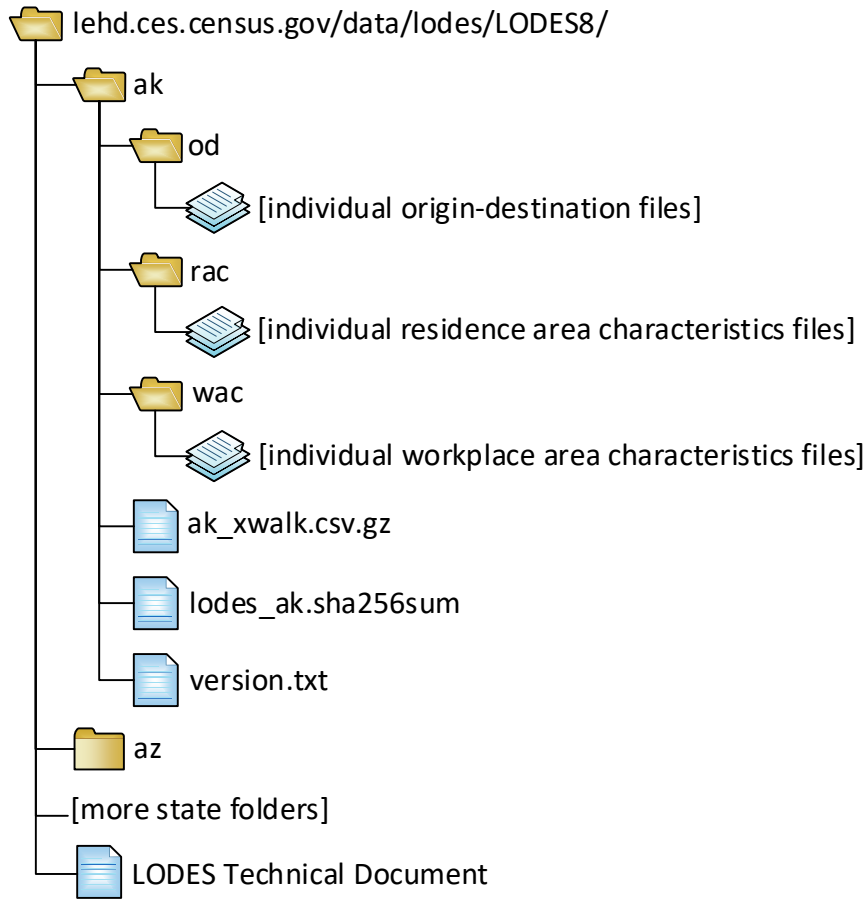 lehd.ces.census.gov/data/lodes/LODES8/
ak
od
[individual origin-destination files]
rac
[individual residence area characteristics files]
wac
[individual workplace area characteristics files]
ak_xwalk.csv.gz
lodes_ak.sha256sum
version.txt
az
[more state folders]
LODES Technical Document